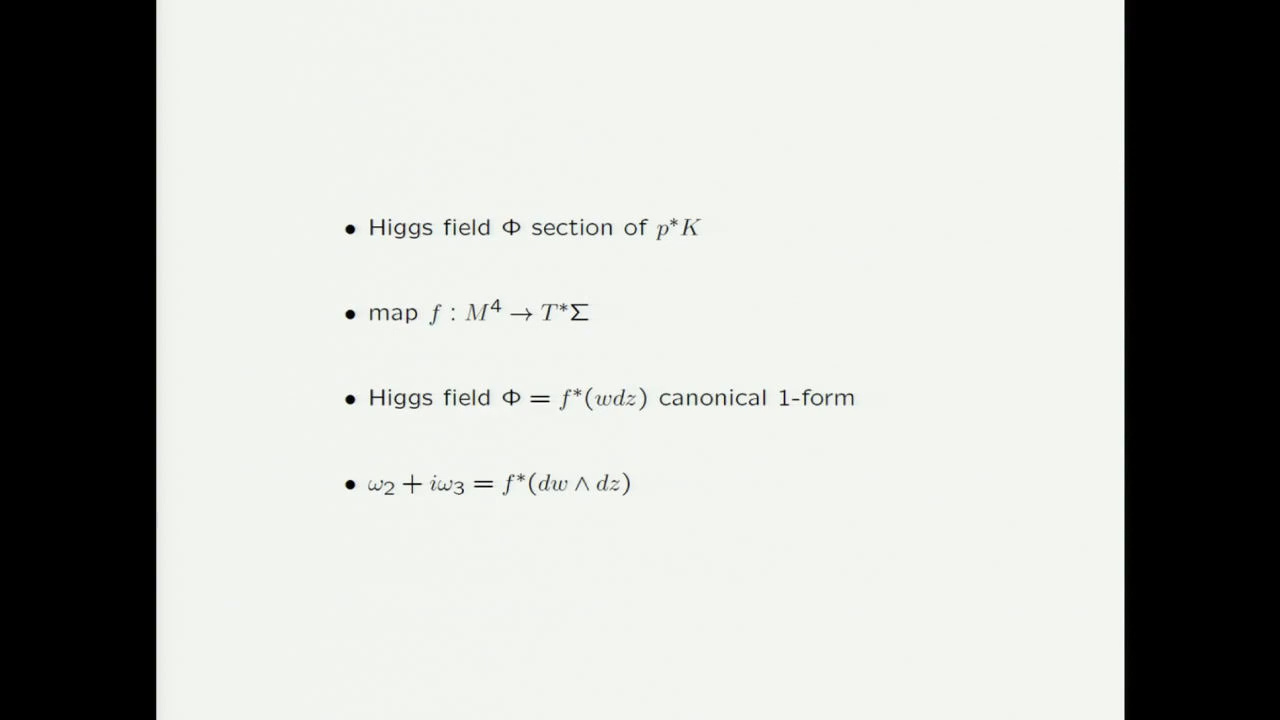 • Higgs field Φ section of p*K
• map f : M⁴ → T*Σ
• Higgs field Φ = f*(wdz) canonical 1-form
• ω₂ + iω₃ = f*(dw ∧ dz)